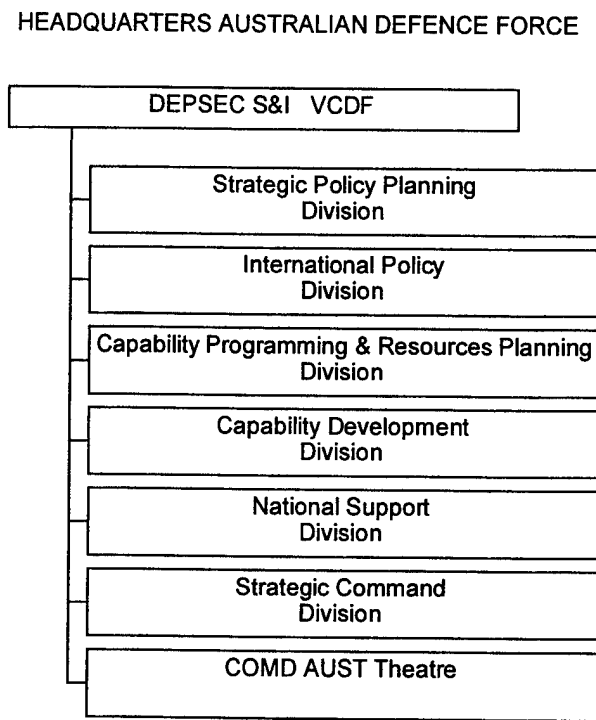 HEADQUARTERS AUSTRALIAN DEFENCE FORCE
DEPSEC S&I VCDF
Strategic Policy Planning
Division
International Policy
Division
Capability Programming & Resources Planning
Division
Capability Development
Division
National Support
Division
Strategic Command
Division
COMD AUST Theatre